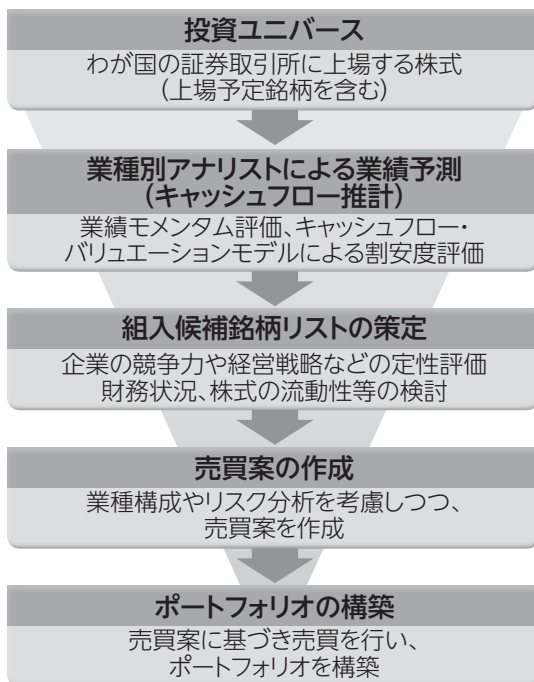 投資ユニバース
わが国の証券取引所に上場する株式
(上場予定銘柄を含む)
業種別アナリストによる業績予測
(キャッシュフロー推計)
業績モメンタム評価、キャッシュフロー・
バリュエーションモデルによる割安度評価
組入候補銘柄リストの策定
企業の競争力や経営戦略などの定性評価
財務状況、株式の流動性等の検討
売買案の作成
業種構成やリスク分析を考慮しつつ、
売買案を作成
ポートフォリオの構築
売買案に基づき売買を行い、
ポートフォリオを構築